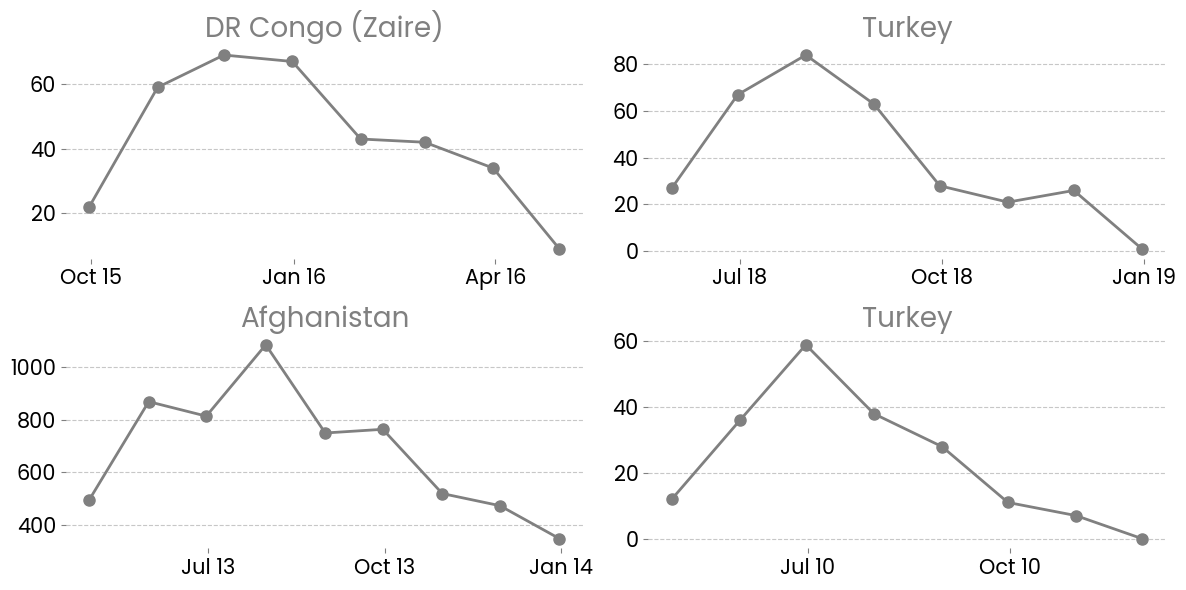 DR Congo (Zaire)
60
40
20
Oct 15 Jan 16 Apr 16
Turkey
80
60
40
20
0
Jul 18 Oct 18 Jan 19
Afghanistan
1000
800
600
400
Jul 13 Oct 13 Jan 14
Turkey
60
40
20
0
Jul 10 Oct 10